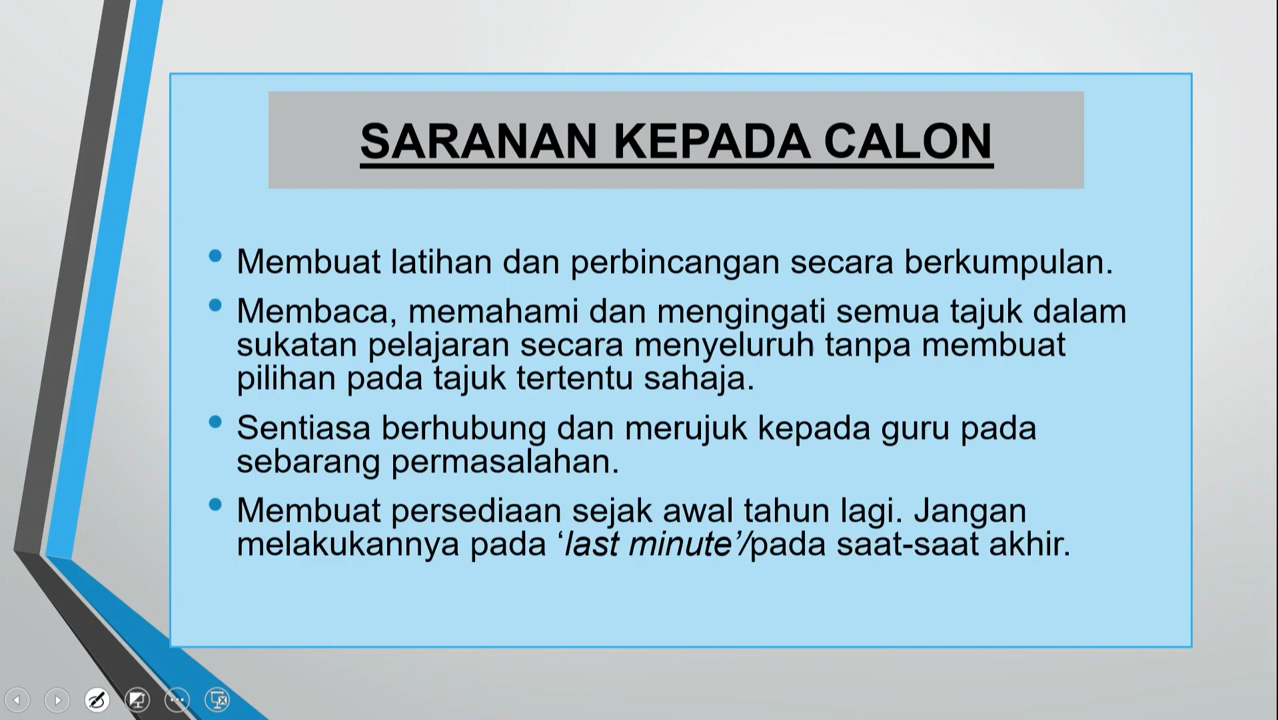 SARANAN KEPADA CALON
• Membuat latihan dan perbincangan secara berkumpulan.
• Membaca, memahami dan mengingati semua tajuk dalam
sukatan pelajaran secara menyeluruh tanpa membuat
pilihan pada tajuk tertentu sahaja.
• Sentiasa berhubung dan merujuk kepada guru pada
sebarang permasalahan.
• Membuat persediaan sejak awal tahun lagi. Jangan
melakukannya pada ‘last minute’/pada saat-saat akhir.